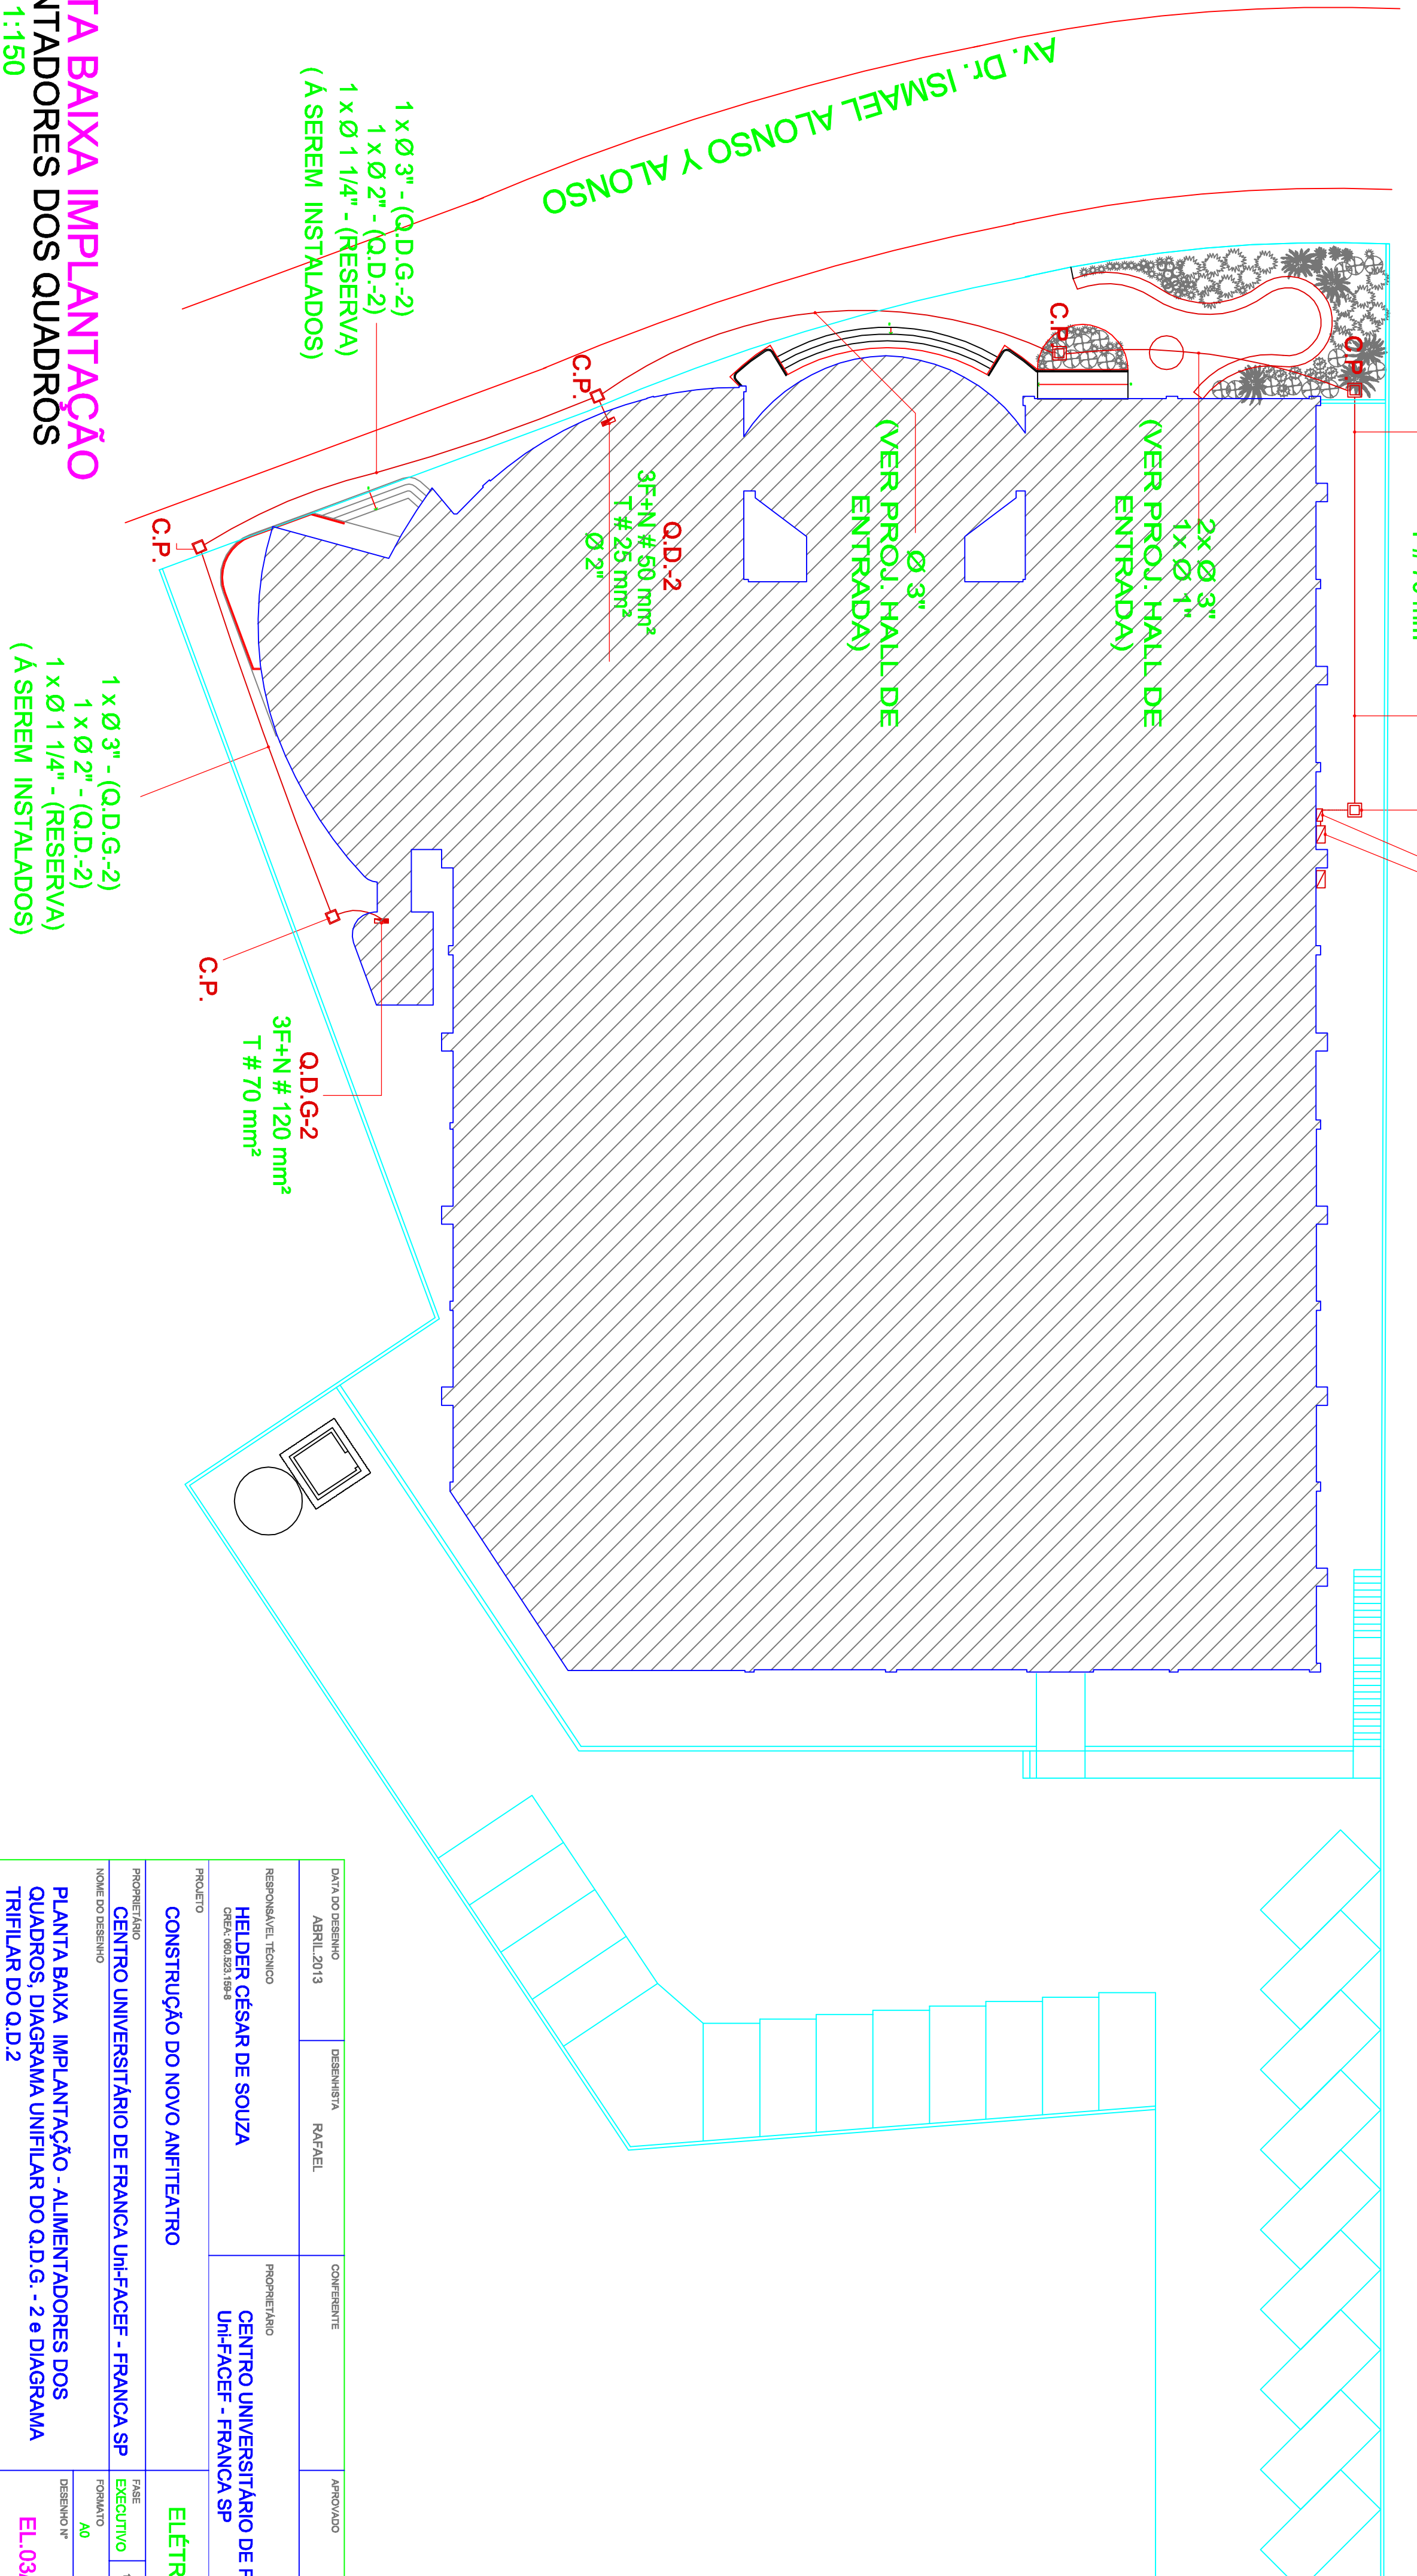 TA BAIXA IMPLANTAÇÃO
NTADORES DOS QUADROS
1:150
Av. Dr. ISMAEL ALONSO Y ALONSO
1 x Ø 3" - (Q.D.G.-2)
1 x Ø 2" - (Q.D.-2)
1 x Ø 1 1/4" - (RESERVA)
( Á SEREM INSTALADOS)
C.P.
C.P.
C.P.
C.P.
2x Ø 3"
1x Ø 1"
(VER PROJ. HALL DE
ENTRADA)
Ø 3"
(VER PROJ. HALL DE
ENTRADA)
Q.D.-2
3F+N # 50 mm²
T # 25 mm²
Ø 2"
1 x Ø 3" - (Q.D.G.-2)
1 x Ø 2" - (Q.D.-2)
1 x Ø 1 1/4" - (RESERVA)
( Á SEREM INSTALADOS)
C.P.
Q.D.G-2
3F+N # 120 mm²
T # 70 mm²
DATA DO DESENHO
ABRIL.2013
DESENHISTA
RAFAEL
CONFERENTE
APROVADO
RESPONSÁVEL TÉCNICO
HELDER CÉSAR DE SOUZA
CREA: 060.523.159-8
PROPRIETÁRIO
CENTRO UNIVERSITÁRIO DE F
Uni-FACEF - FRANCA SP
PROJETO
CONSTRUÇÃO DO NOVO ANFITEATRO
ELÉTR
PROPRIETÁRIO
CENTRO UNIVERSITÁRIO DE FRANCA Uni-FACEF - FRANCA SP
FASE
EXECUTIVO
NOME DO DESENHO
PLANTA BAIXA IMPLANTAÇÃO - ALIMENTADORES DOS
QUADROS, DIAGRAMA UNIFILAR DO Q.D.G. - 2 e DIAGRAMA
TRIFILAR DO Q.D.2
FORMATO
A0
DESENHO N°
EL.03